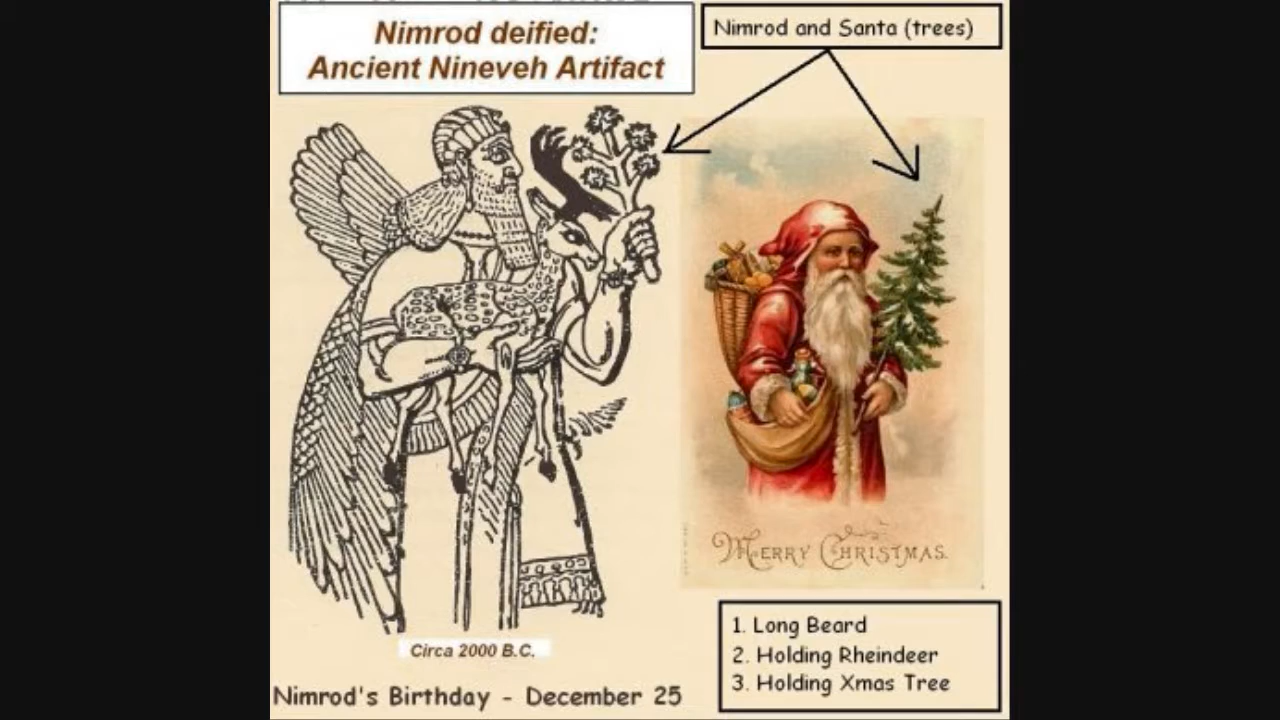 Nimrod deified:
Ancient Nineveh Artifact
Nimrod and Santa (trees)
MERRY CHRISTMAS.
Circa 2000 B.C.
Nimrod's Birthday - December 25
1. Long Beard
2. Holding Rheindeer
3. Holding Xmas Tree